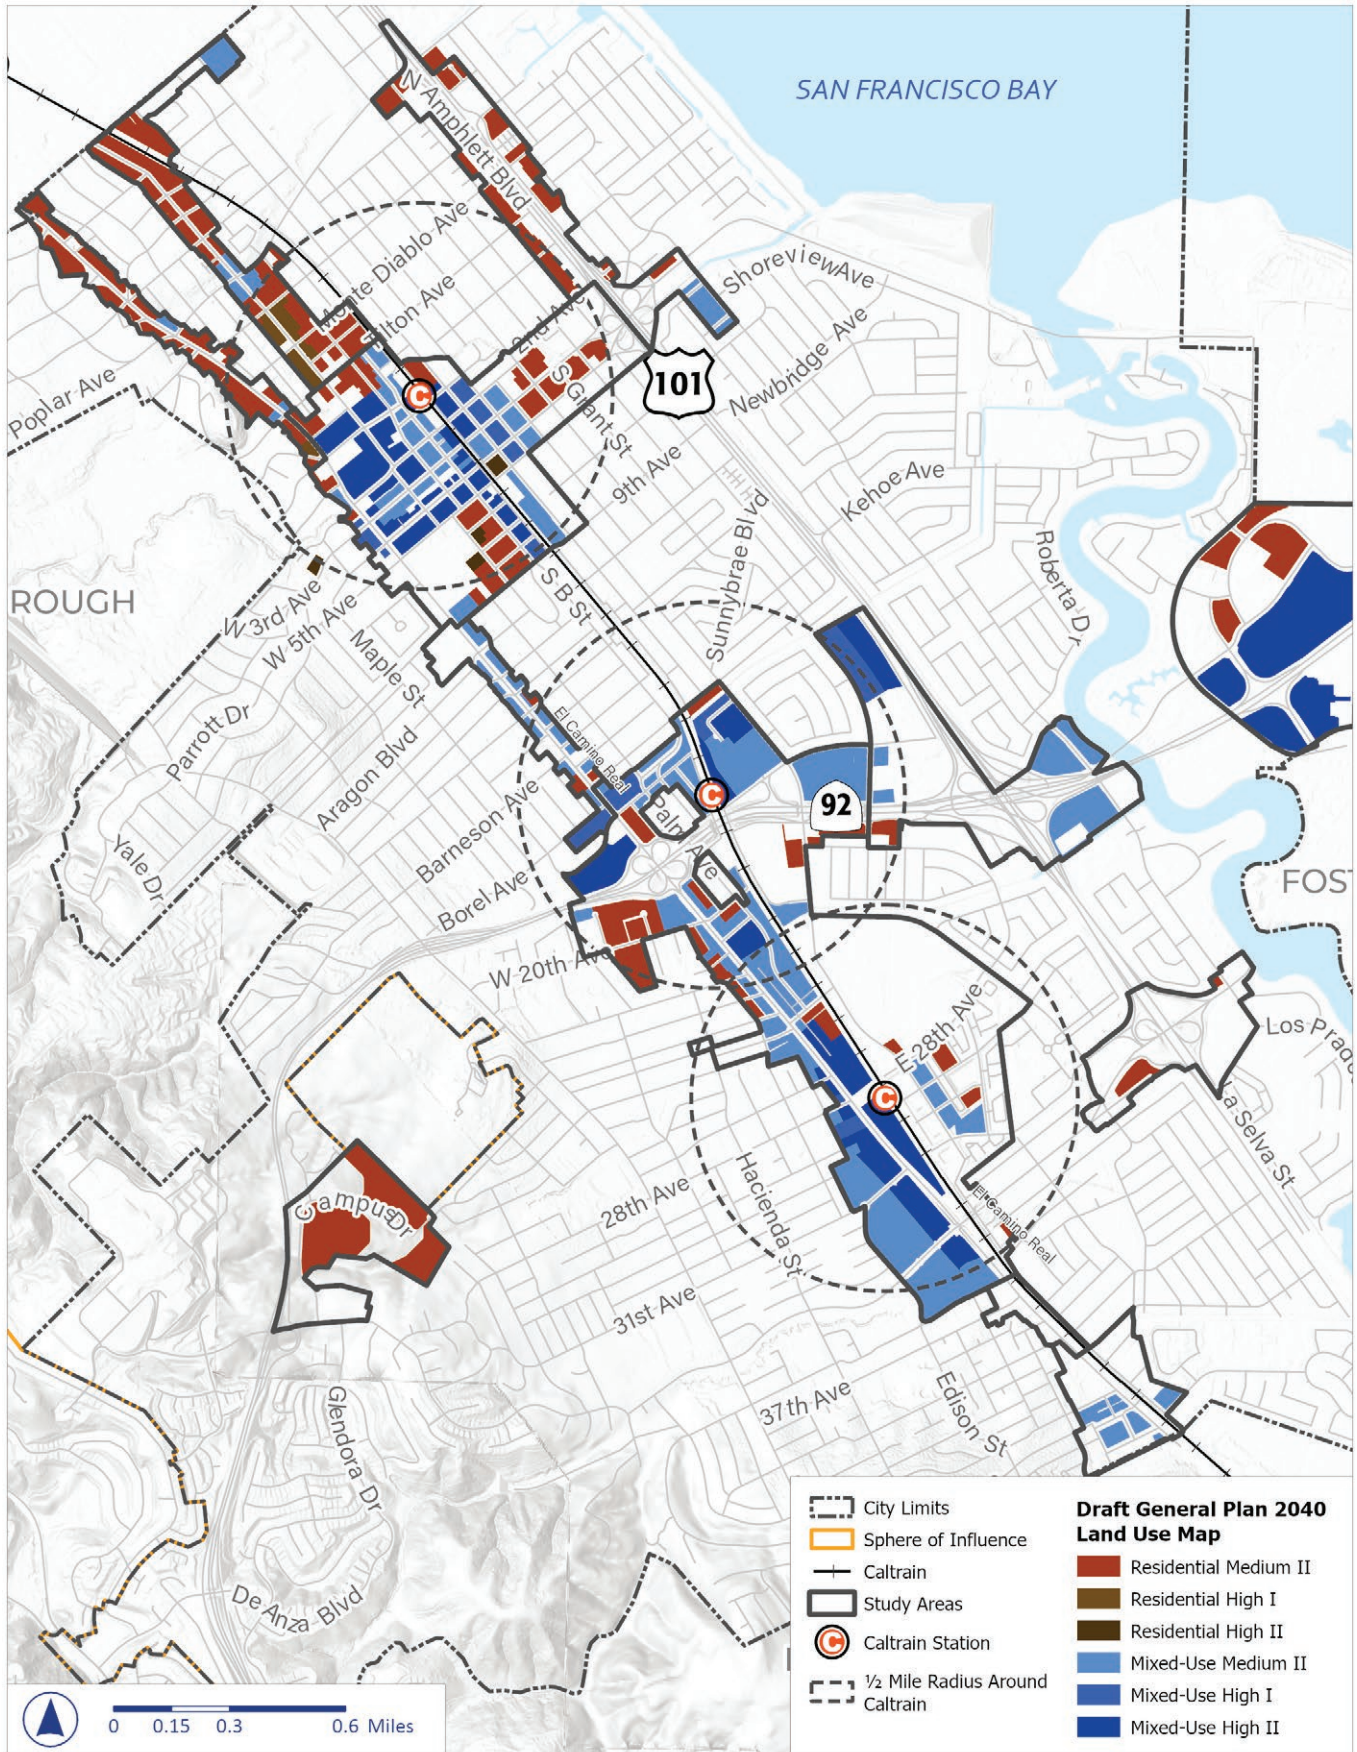 SAN FRANCISCO BAY
N Amphlett Blvd
Monte Diablo Ave
Tilton Ave
2nd Ave
Shoreview Ave
101
S Grant St
Newbridge Ave
Poplar Ave
C
9th Ave
Kehoe Ave
Sunnybrae Blvd
Roberta Dr
ROUGH
W 3rd Ave
S B St
W 5th Ave
Maple St
Parrott Dr
El Camino Real
Aragon Blvd
C
92
Palm Ave
Barneson Ave
Yale Dr
Borel Ave
FOST
W 20th Ave
E 28th Ave
Los Prado
C
La Selva St
Campus Dr
28th Ave
Hacienda St
El Camino Real
31st Ave
37th Ave
Edison St
Glendora Dr
De Anza Blvd
City Limits
Sphere of Influence
Caltrain
Study Areas
C
Caltrain Station
½ Mile Radius Around
Caltrain
Draft General Plan 2040
Land Use Map
Residential Medium II
Residential High I
Residential High II
Mixed-Use Medium II
Mixed-Use High I
Mixed-Use High II
0 0.15 0.3 0.6 Miles